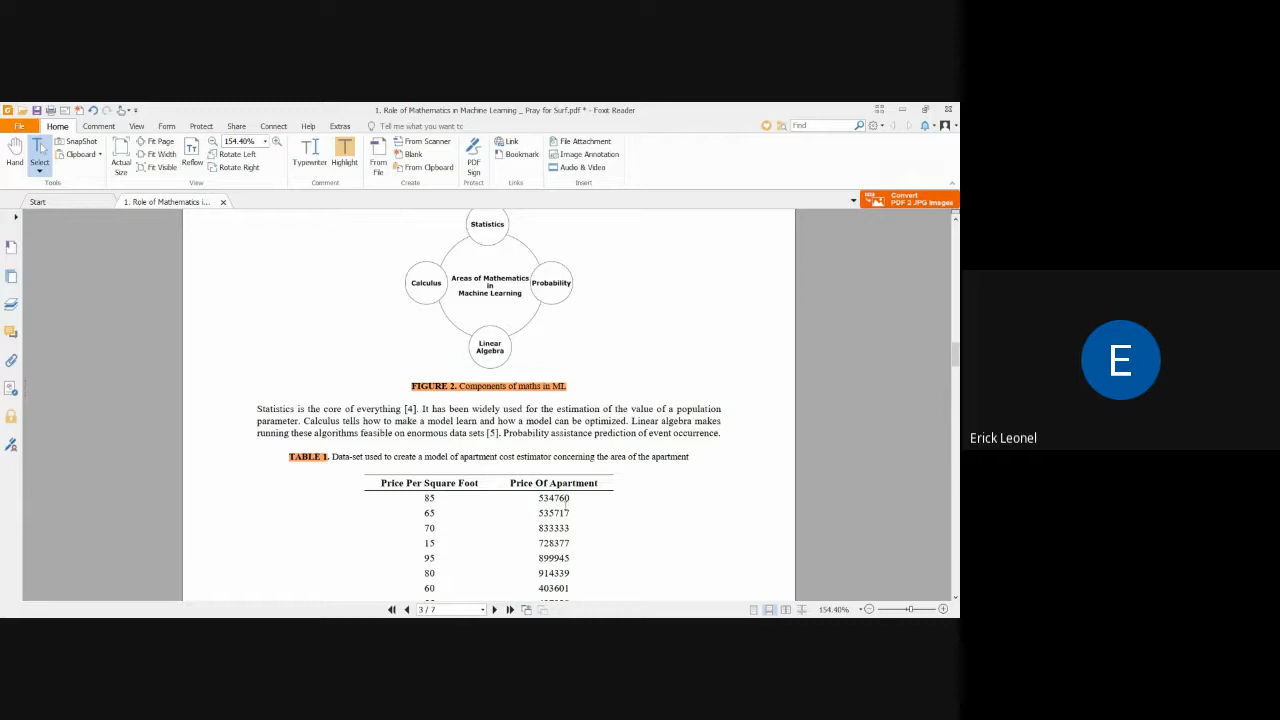 1. Role of Mathematics in Machine Learning _ Pray for Surf.pdf * - Foxit Reader
File Home Comment View Form Protect Share Connect Help Extras Tell me what you want to Find
Hand
Select
SnapShot
Clipboard
Tools
Actual Size
Fit Page
Fit Width
Fit Visible
Reflow
154.40%
Rotate Left
Rotate Right
View
Typewriter
Highlight
Comment
From File
From Scanner
Blank
From Clipboard
Create
PDF Sign
Protect
Link
Bookmark
Links
File Attachment
Image Annotation
Audio & Video
Insert
Start
1. Role of Mathematics i...
Convert
PDF 2 JPG Images
Statistics
Calculus
Areas of Mathematics
in
Machine Learning
Probability
Linear
Algebra
FIGURE 2. Components of maths in ML
Statistics is the core of everything [4]. It has been widely used for the estimation of the value of a population
parameter. Calculus tells how to make a model learn and how a model can be optimized. Linear algebra makes
running these algorithms feasible on enormous data sets [5]. Probability assistance prediction of event occurrence.
TABLE 1. Data-set used to create a model of apartment cost estimator concerning the area of the apartment
Price Per Square Foot Price Of Apartment
85 534760
65 535717
70 833333
15 728377
95 899945
80 914339
60 403601
3 / 7
154.40%
E
Erick Leonel